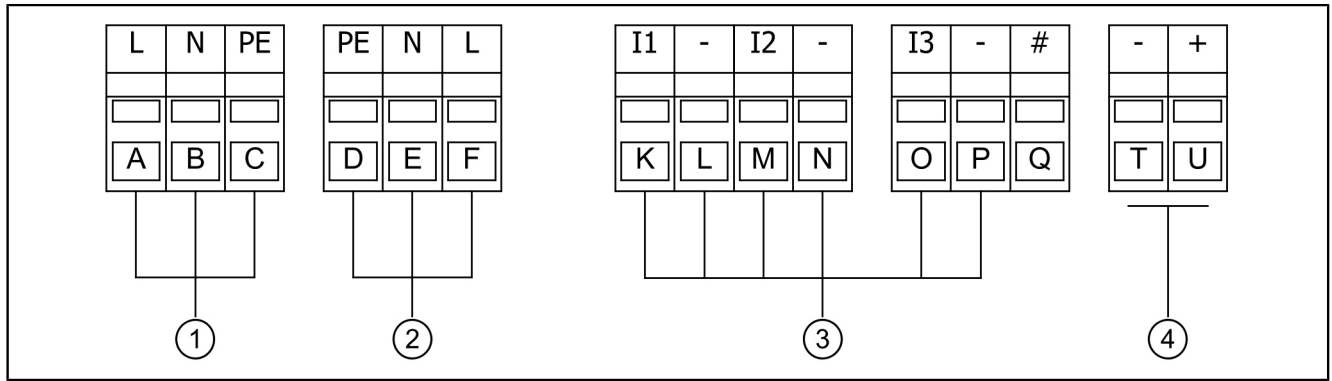 L N PE PE N L I1 - I2 - I3 - # - +
A B C D E F K L M N O P Q T U
1 2 3 4